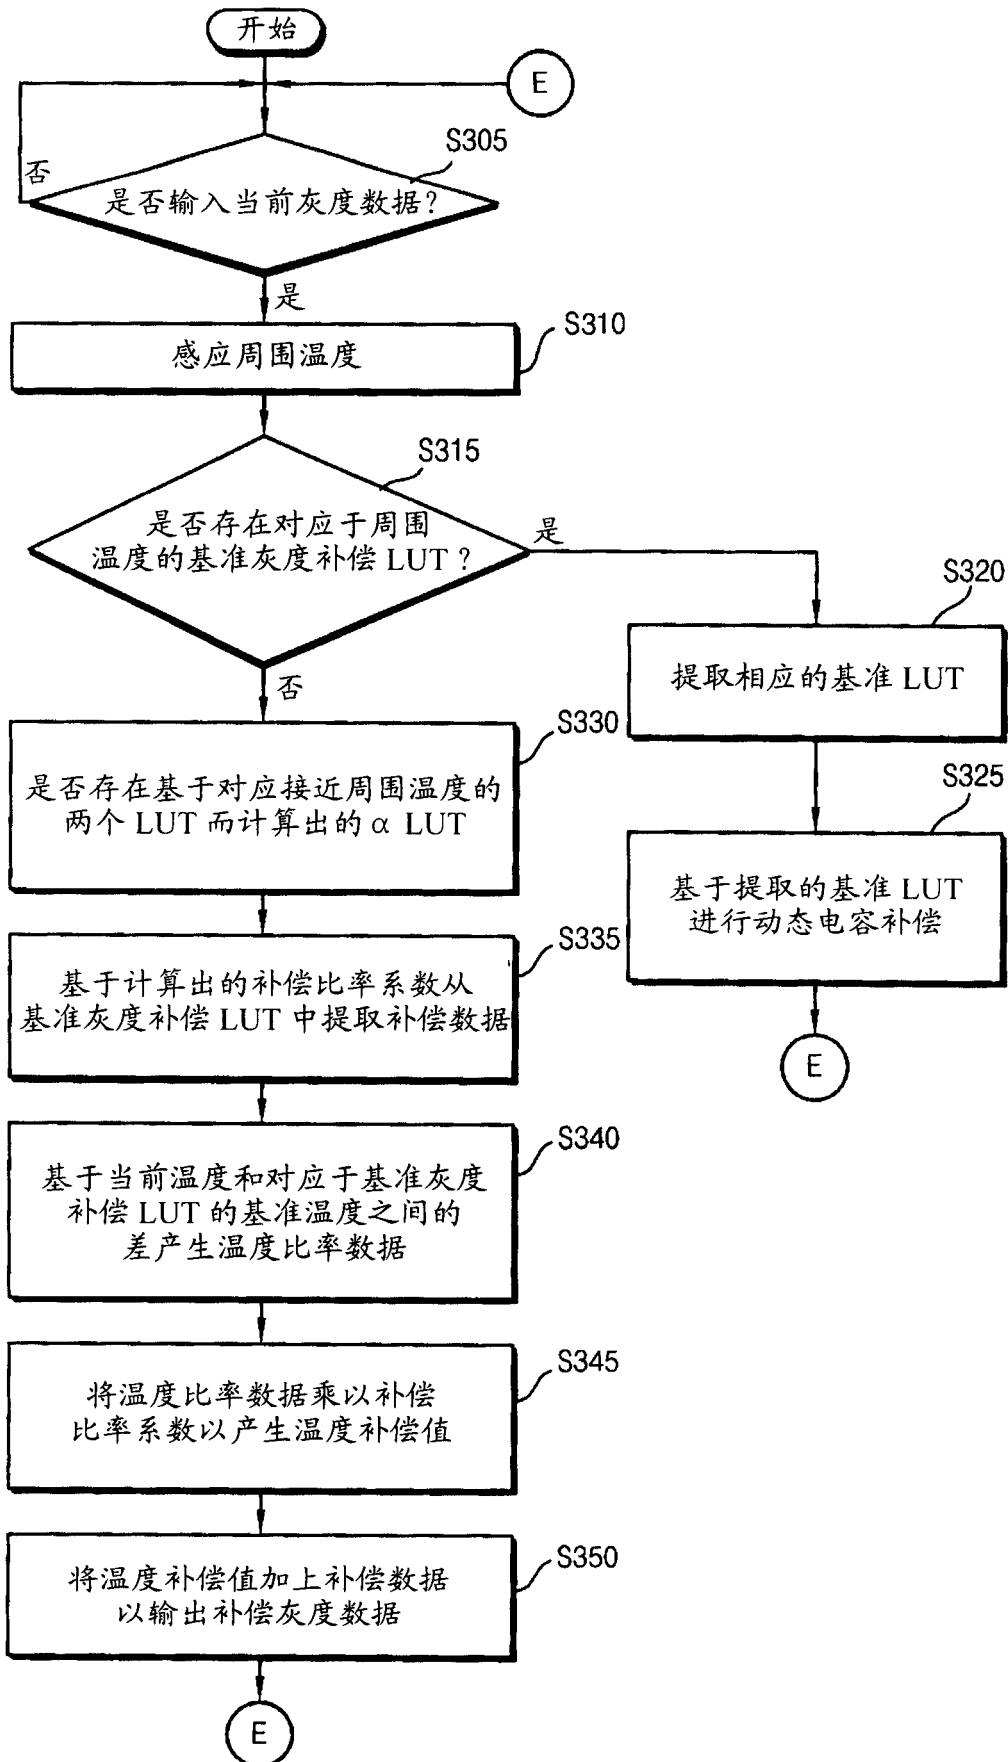 开始
E
S305
否
是否输入当前灰度数据?
是
S310
感应周围温度
S315
是否存在对应于周围
温度的基准灰度补偿 LUT ?
是
S320
提取相应的基准 LUT
否
S330
是否存在基于对应接近周围温度的
两个 LUT 而计算出的 α LUT
S325
基于提取的基准 LUT
进行动态电容补偿
E
S335
基于计算出的补偿比率系数从
基准灰度补偿 LUT 中提取补偿数据
S340
基于当前温度和对应于基准灰度
补偿 LUT 的基准温度之间的
差产生温度比率数据
S345
将温度比率数据乘以补偿
比率系数以产生温度补偿值
S350
将温度补偿值加上补偿数据
以输出补偿灰度数据
E